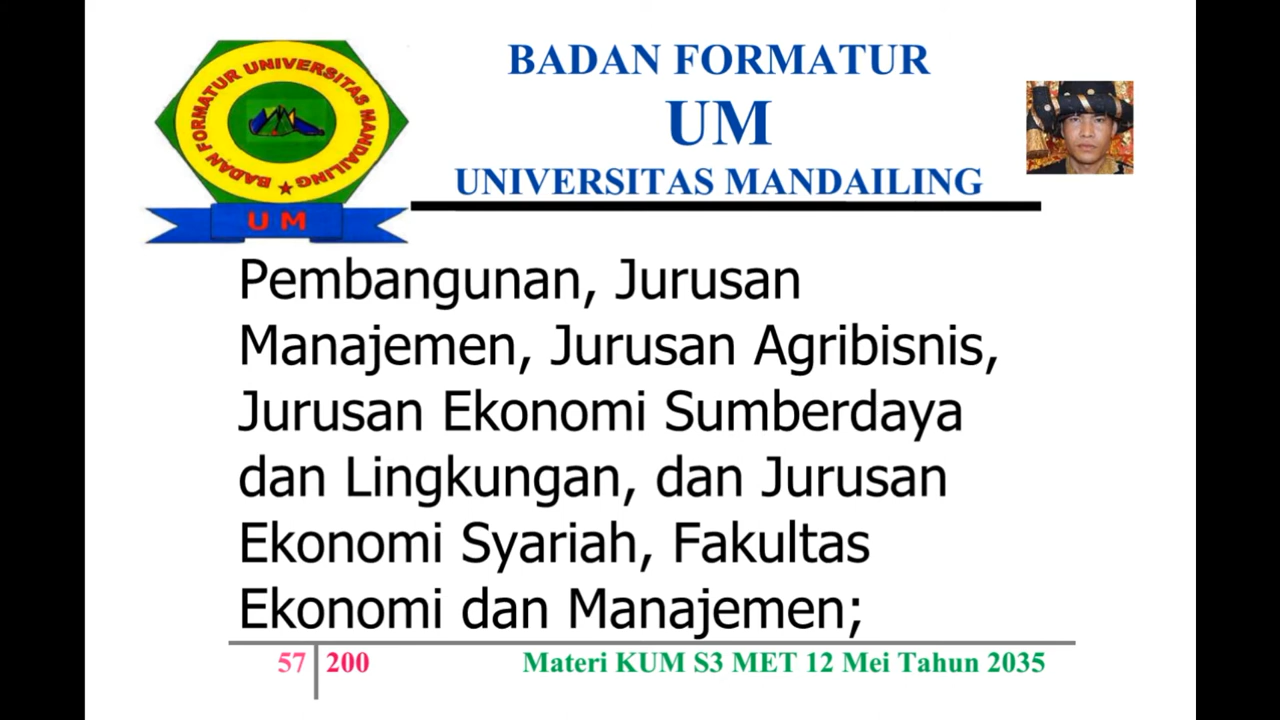 BADAN FORMATUR UNIVERSITAS MANDAILING
U M
BADAN FORMATUR
UM
UNIVERSITAS MANDAILING
Pembangunan, Jurusan
Manajemen, Jurusan Agribisnis,
Jurusan Ekonomi Sumberdaya
dan Lingkungan, dan Jurusan
Ekonomi Syariah, Fakultas
Ekonomi dan Manajemen;
57 200 Materi KUM S3 MET 12 Mei Tahun 2035